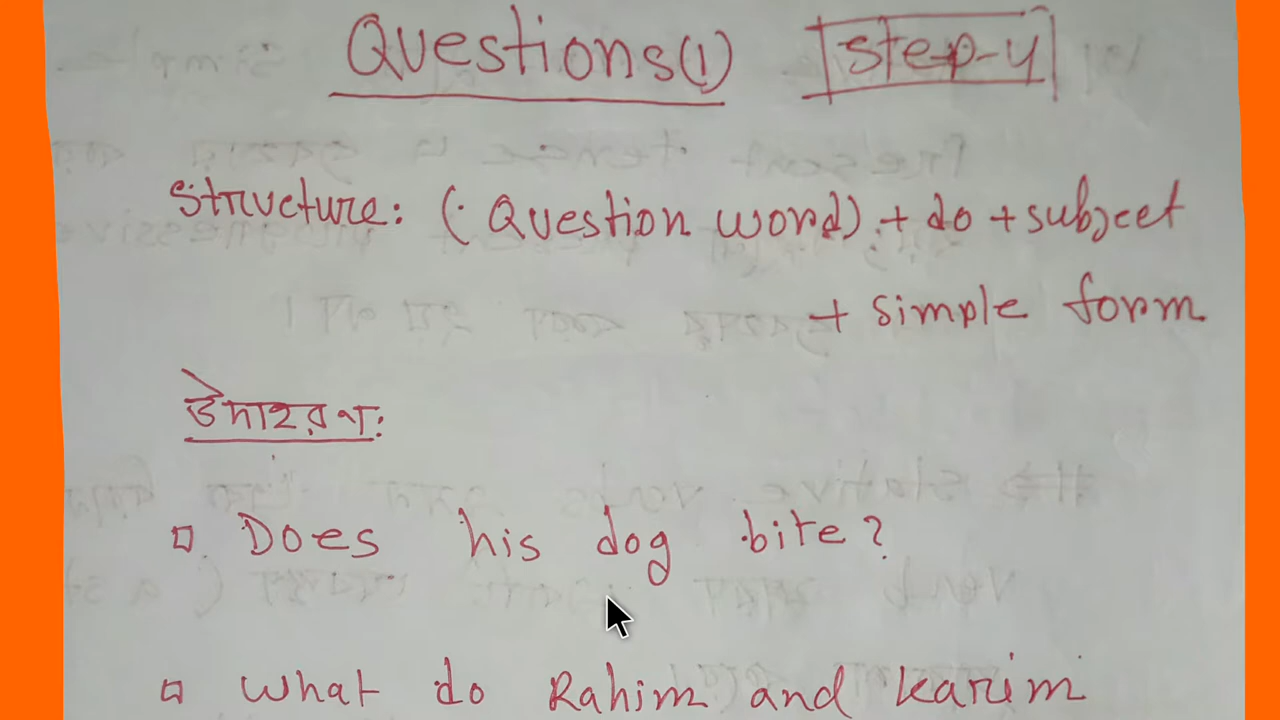 Questions(1) Step-4
Structure: (Question word) + do + subject
+ simple form
উদাহরণ:
Does his dog bite?
What do Rahim and Karim